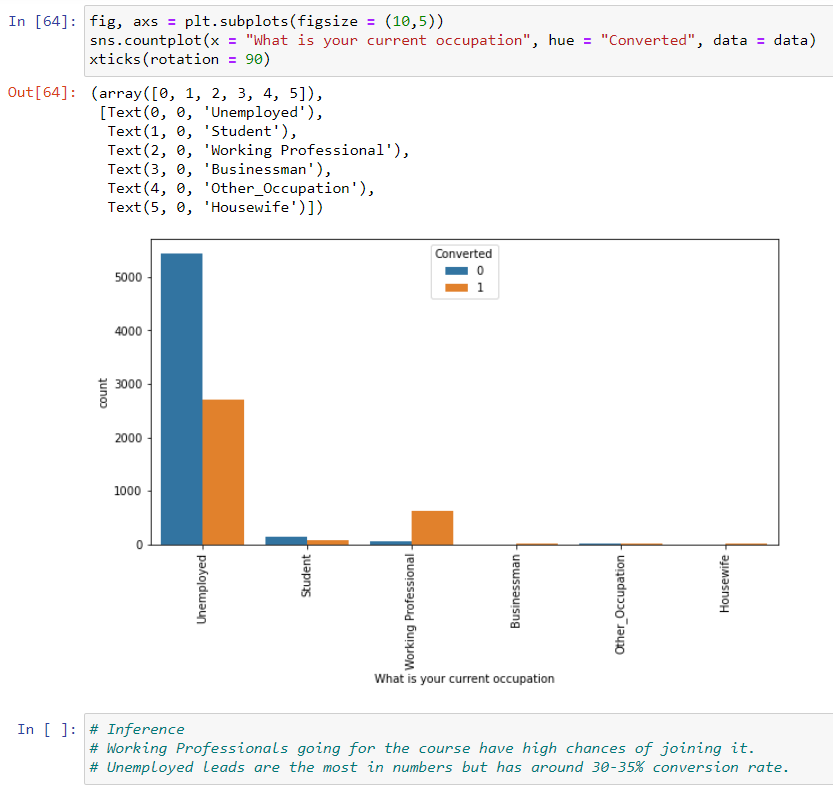 In [64]: fig, axs = plt.subplots(figsize = (10,5))
sns.countplot(x = "What is your current occupation", hue = "Converted", data = data)
xticks(rotation = 90)
Out[64]: (array([0, 1, 2, 3, 4, 5]),
[Text(0, 0, 'Unemployed'),
Text(1, 0, 'Student'),
Text(2, 0, 'Working Professional'),
Text(3, 0, 'Businessman'),
Text(4, 0, 'Other_Occupation'),
Text(5, 0, 'Housewife')])
Converted
0
1
5000
4000
3000
2000
1000
0
count
Unemployed
Student
Working Professional
Businessman
Other_Occupation
Housewife
What is your current occupation
In [ ]: # Inference
# Working Professionals going for the course have high chances of joining it.
# Unemployed leads are the most in numbers but has around 30-35% conversion rate.